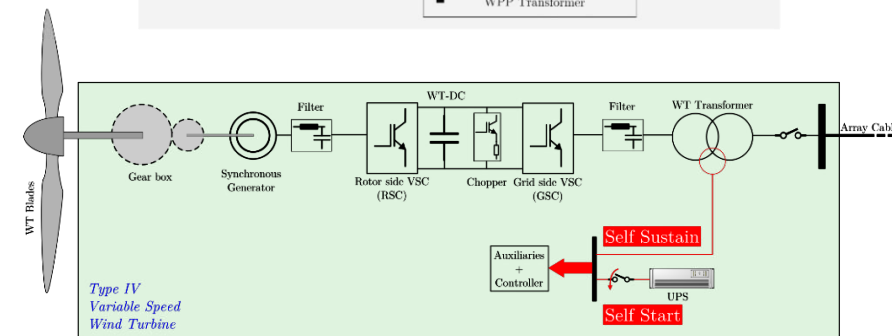 WPP Transformer
WT-DC
Filter
Filter
WT Transformer
Array Cabl
Gear box
Synchronous
Generator
Rotor side VSC
(RSC)
Chopper
Grid side VSC
(GSC)
WT Blades
Self Sustain
Auxiliaries
+
Controller
UPS
Self Start
Type IV
Variable Speed
Wind Turbine